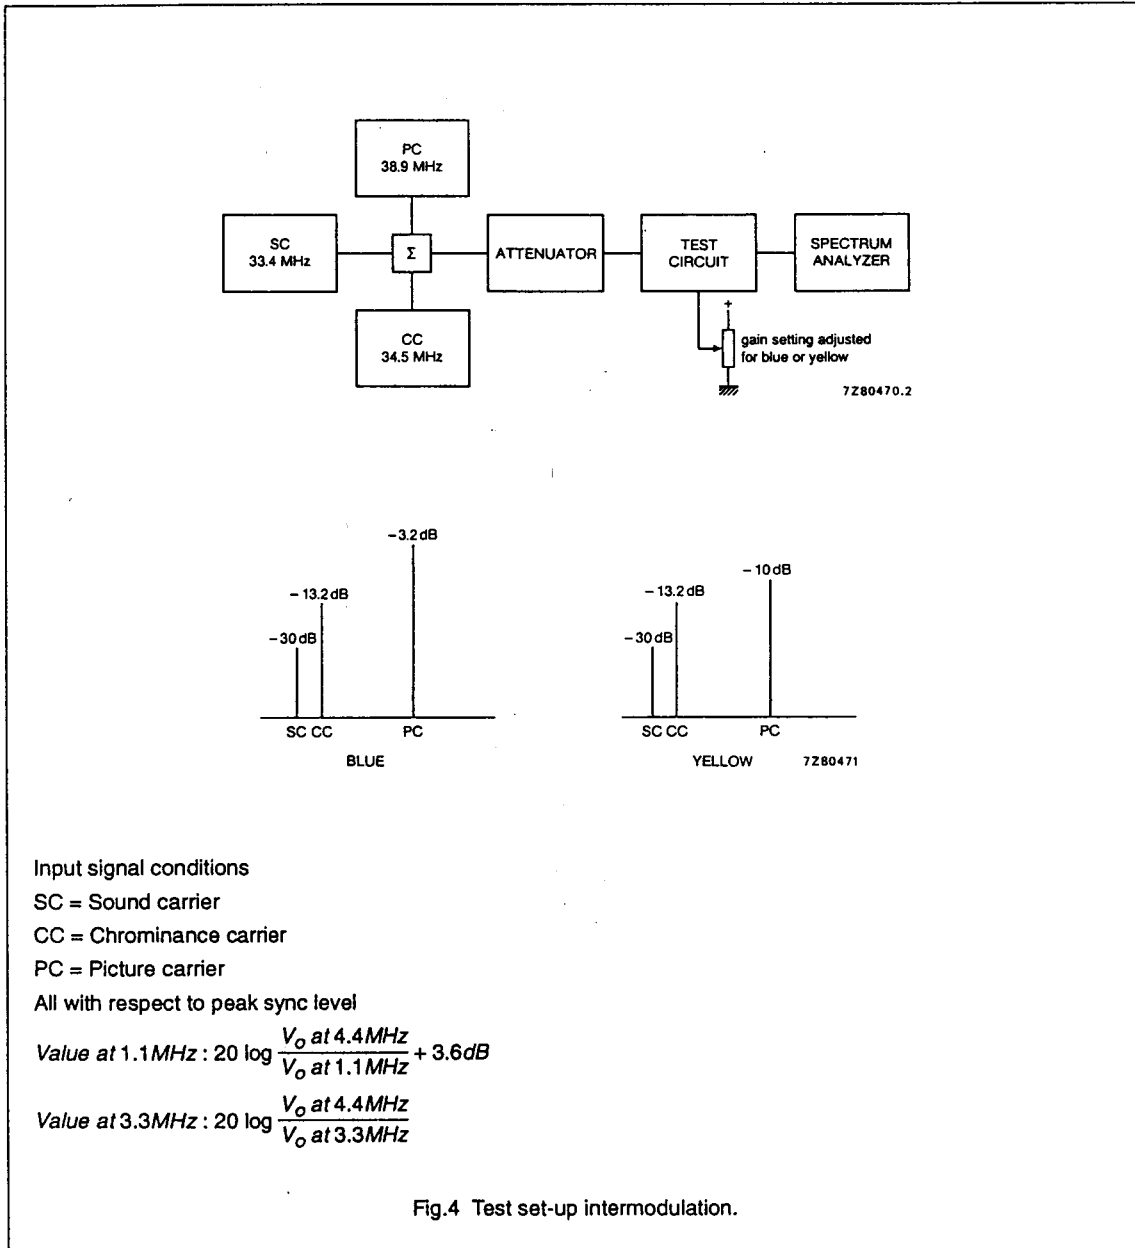 PC
38.9 MHz
SC
33.4 MHz
Σ
ATTENUATOR
TEST
CIRCUIT
SPECTRUM
ANALYZER
CC
34.5 MHz
+
gain setting adjusted
for blue or yellow
7Z80470.2
−3.2 dB
−13.2 dB
−30 dB
SC CC PC
BLUE
−10 dB
−13.2 dB
−30 dB
SC CC PC
YELLOW 7Z80471
Input signal conditions
SC = Sound carrier
CC = Chrominance carrier
PC = Picture carrier
All with respect to peak sync level
Value at 1.1MHz : 20 log V_o at 4.4MHz / V_o at 1.1MHz + 3.6dB
Value at 3.3MHz : 20 log V_o at 4.4MHz / V_o at 3.3MHz
Fig.4 Test set-up intermodulation.